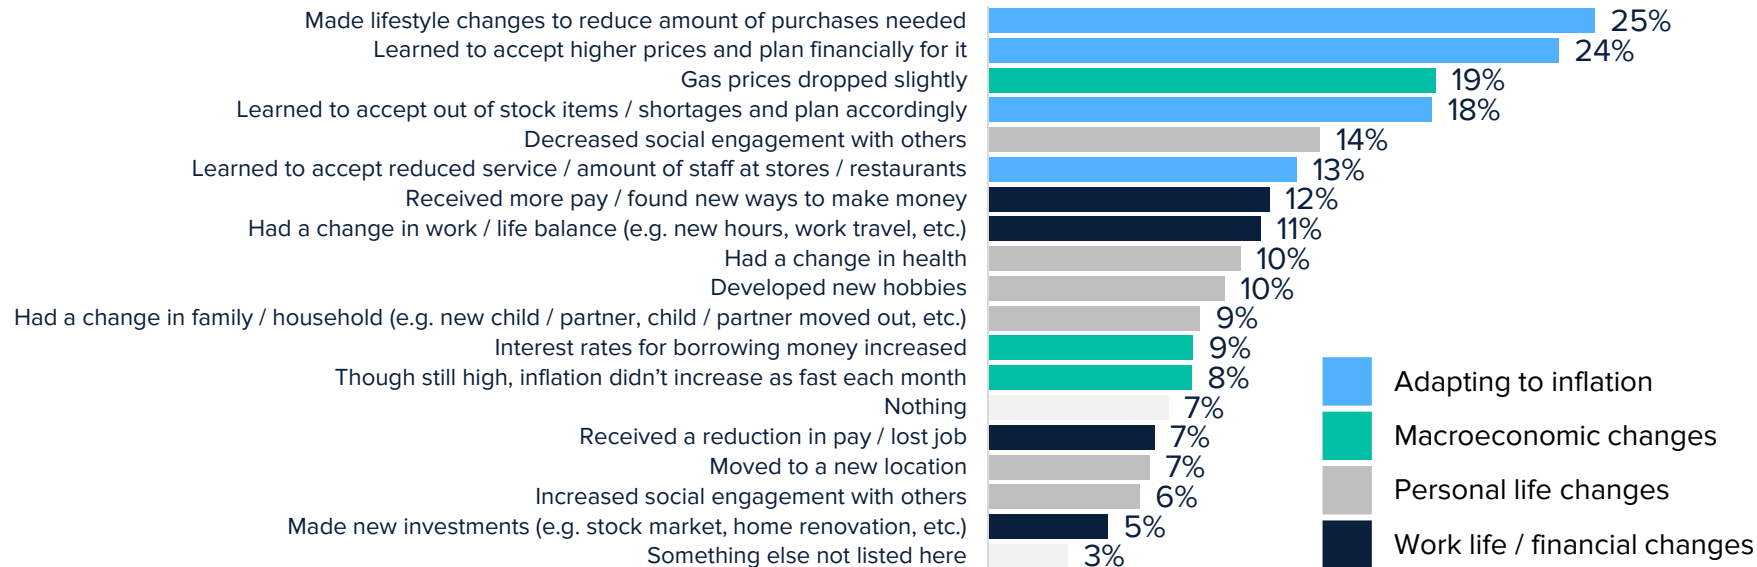 Made lifestyle changes to reduce amount of purchases needed 25%
Learned to accept higher prices and plan financially for it 24%
Gas prices dropped slightly 19%
Learned to accept out of stock items / shortages and plan accordingly 18%
Decreased social engagement with others 14%
Learned to accept reduced service / amount of staff at stores / restaurants 13%
Received more pay / found new ways to make money 12%
Had a change in work / life balance (e.g. new hours, work travel, etc.) 11%
Had a change in health 10%
Developed new hobbies 10%
Had a change in family / household (e.g. new child / partner, child / partner moved out, etc.) 9%
Interest rates for borrowing money increased 9%
Though still high, inflation didn’t increase as fast each month 8%
Nothing 7%
Received a reduction in pay / lost job 7%
Moved to a new location 7%
Increased social engagement with others 6%
Made new investments (e.g. stock market, home renovation, etc.) 5%
Something else not listed here 3%
Adapting to inflation
Macroeconomic changes
Personal life changes
Work life / financial changes